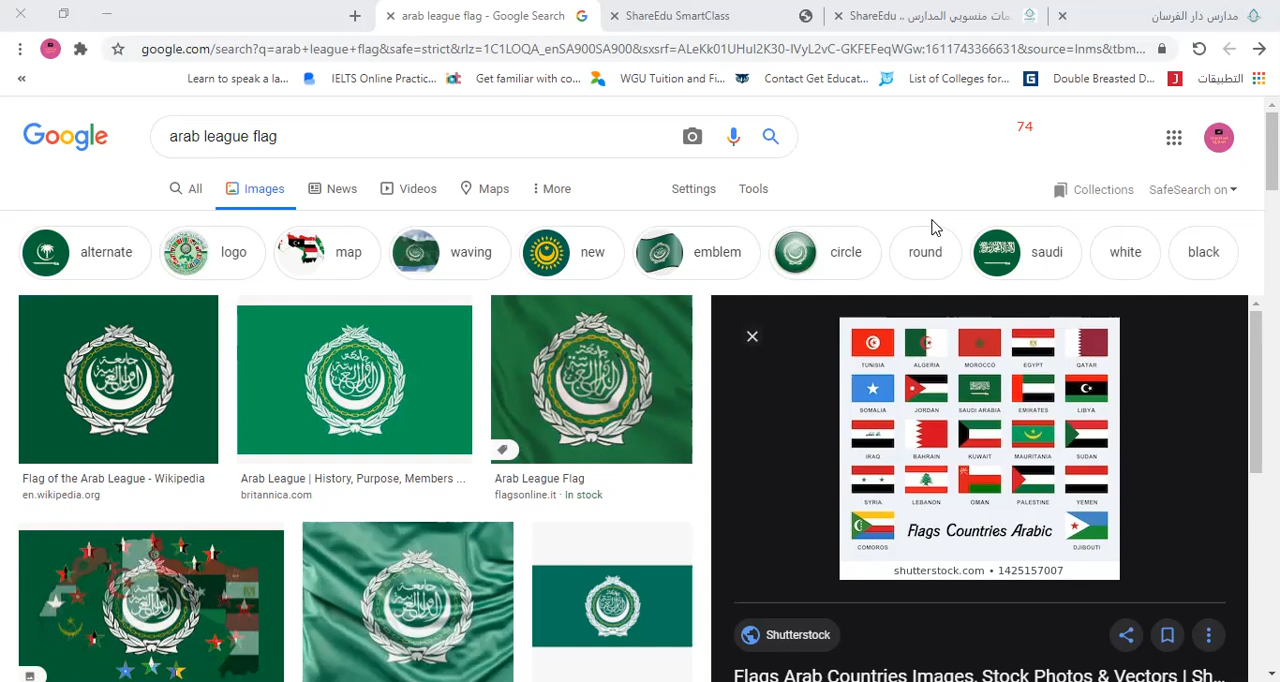 arab league flag - Google Search
ShareEdu SmartClass
ShareEdu ،، مات منسوبي المدارس
مدارس دار الفرسان
google.com/search?q=arab+league+flag&safe=strict&rlz=1C1LOQA_enSA900SA900&sxsrf=ALeKk01UHuI2K30-IVyL2vC-GKFEFeqWGw:1611743366631&source=lnms&tbm...
«
Learn to speak a la...
IELTS Online Practic...
Get familiar with co...
WGU Tuition and Fi...
Contact Get Educat...
List of Colleges for...
Double Breasted D...
التطبيقات
Google
arab league flag
74
All
Images
News
Videos
Maps
More
Settings
Tools
Collections
SafeSearch on
alternate
logo
map
waving
new
emblem
circle
round
saudi
white
black
Flag of the Arab League - Wikipedia
en.wikipedia.org
Arab League | History, Purpose, Members ...
britannica.com
Arab League Flag
flagsonline.it · In stock
TUNISIA ALGERIA MOROCCO EGYPT QATAR
SOMALIA JORDAN SAUDI ARABIA EMIRATES LIBYA
IRAQ BAHRAIN KUWAIT MAURITANIA SUDAN
SYRIA LEBANON OMAN PALESTINE YEMEN
COMOROS Flags Countries Arabic DJIBOUTI
shutterstock.com • 1425157007
Shutterstock
Flags Arab Countries Images, Stock Photos & Vectors | Sh...